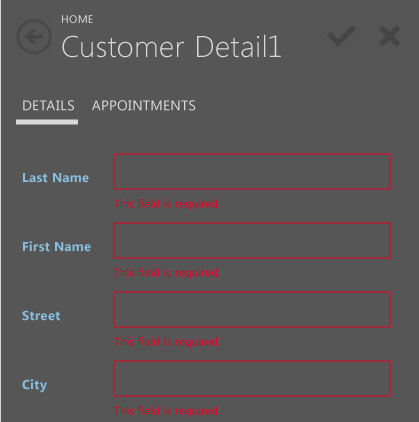 HOME
Customer Detail1
DETAILS APPOINTMENTS
Last Name
This field is required.
First Name
This field is required.
Street
This field is required.
City
This field is required.